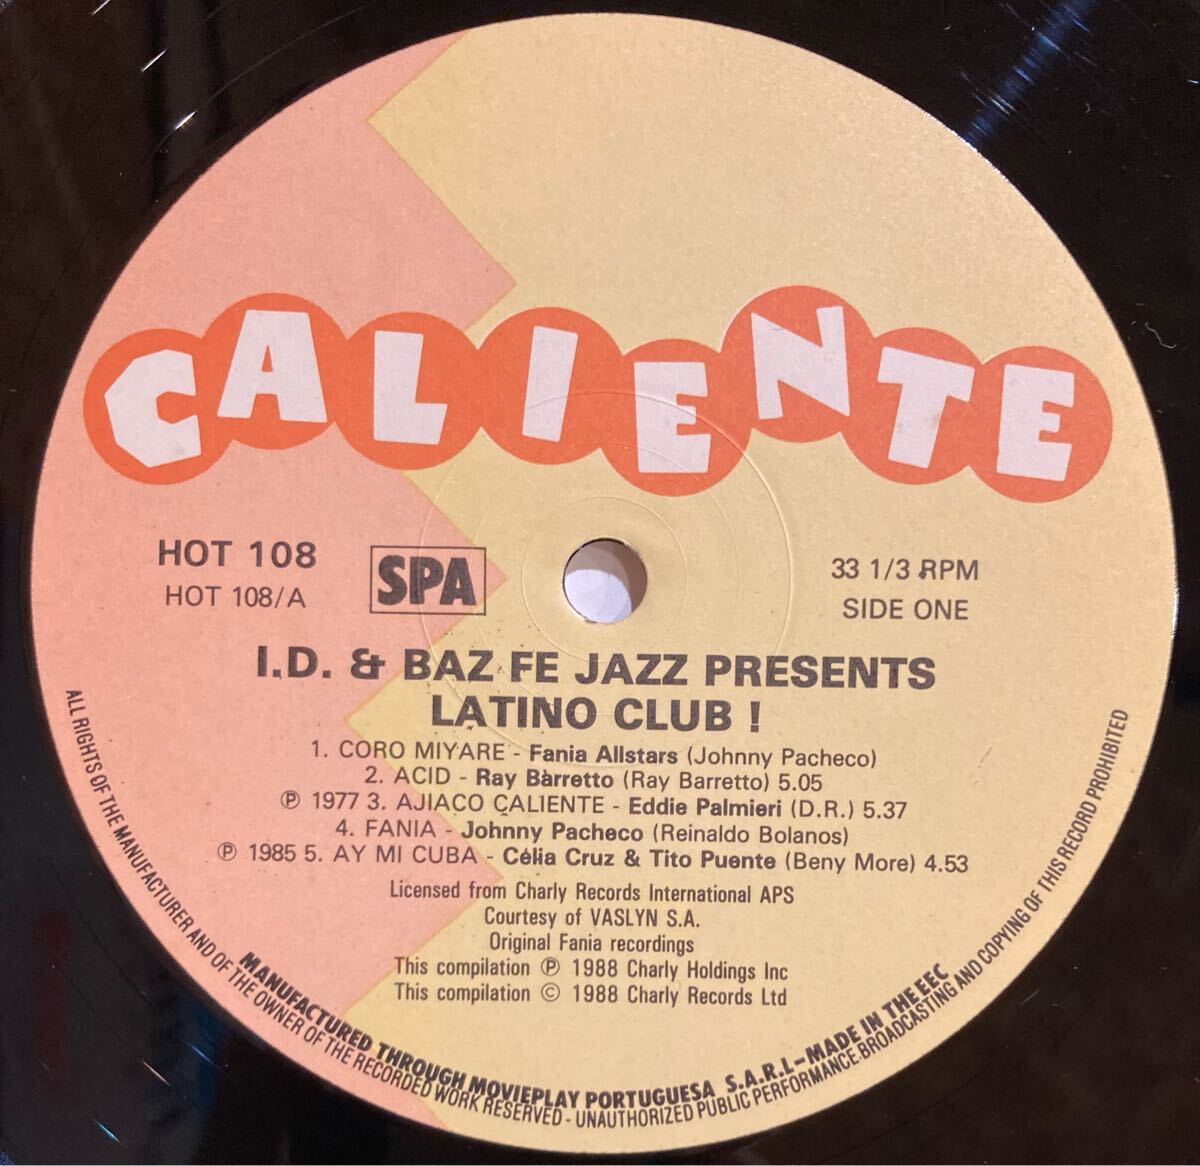 CALIENTE
HOT 108
HOT 108/A
SPA
33 1/3 RPM
SIDE ONE
I.D. & BAZ FE JAZZ PRESENTS
LATINO CLUB !
1. CORO MIYARE - Fania Allstars (Johnny Pacheco)
2. ACID - Ray Barretto (Ray Barretto) 5.05
℗ 1977 3. AJIACO CALIENTE - Eddie Palmieri (D.R.) 5.37
4. FANIA - Johnny Pacheco (Reinaldo Bolanos)
℗ 1985 5. AY MI CUBA - Célia Cruz & Tito Puente (Beny More) 4.53
Licensed from Charly Records International APS
Courtesy of VASLYN S.A.
Original Fania recordings
This compilation ℗ 1988 Charly Holdings Inc
This compilation © 1988 Charly Records Ltd
MANUFACTURED THROUGH MOVIEPLAY PORTUGUESA S.A.R.L-MADE IN THE EEC
ALL RIGHTS OF THE MANUFACTURER AND OF THE OWNER OF THE RECORDED WORK RESERVED - UNAUTHORIZED PUBLIC PERFORMANCE.BROADCASTING AND COPYING OF THIS RECORD PROHIBITED